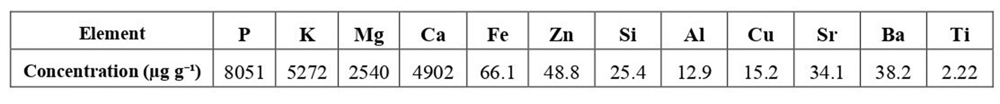 Element P K Mg Ca Fe Zn Si Al Cu Sr Ba Ti
Concentration (µg g⁻¹) 8051 5272 2540 4902 66.1 48.8 25.4 12.9 15.2 34.1 38.2 2.22